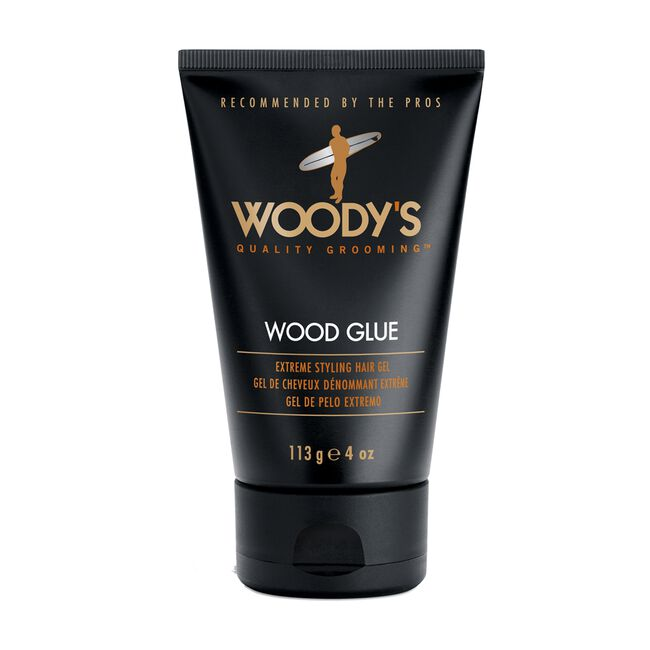 RECOMMENDED BY THE PROS
WOODY'S
QUALITY GROOMING™
WOOD GLUE
EXTREME STYLING HAIR GEL
GEL DE CHEVEUX DÉNOMMANT EXTRÊME
GEL DE PELO EXTREMO
113 g ℮ 4 oz